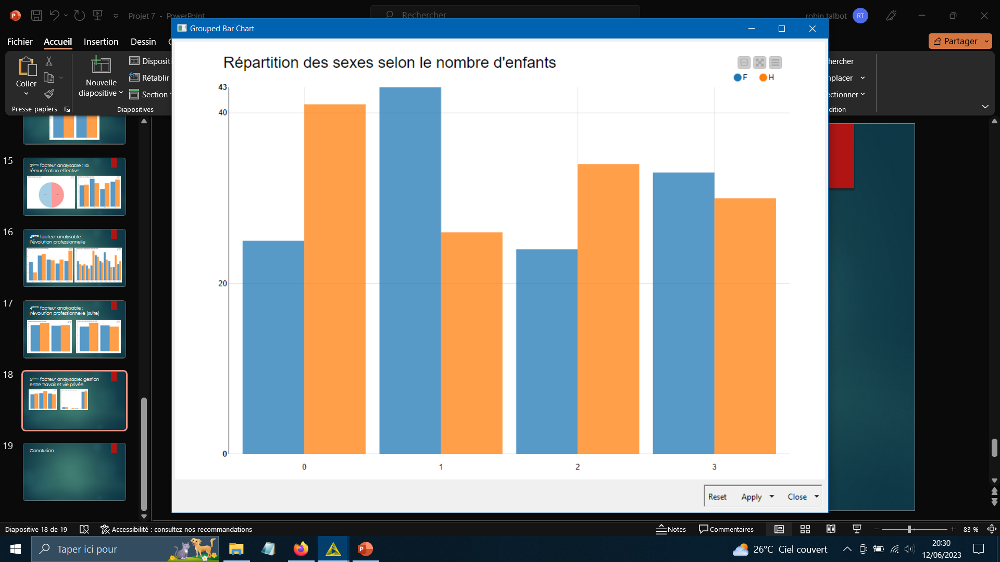 Projet 7 - PowerPoint
Rechercher
robin talbot
RT
Grouped Bar Chart
Fichier
Accueil
Insertion
Dessin
Partager
Coller
Nouvelle
diapositive
Dispositi
Rétablir
Section
Presse-papiers
Diapositives
hercher
nplacer
ectionner
dition
Répartition des sexes selon le nombre d'enfants
F
H
43
40
20
0
0
1
2
3
Reset
Apply
Close
15
3ème facteur analysable : la
rémunération effective
16
4ème facteur analysable :
l'évolution professionnelle
17
4ème facteur analysable :
l'évolution professionnelle (suite)
18
5ème facteur analysable: gestion
entre travail et vie privée
19
Conclusion
Diapositive 18 de 19
Accessibilité : consultez nos recommandations
Notes
Commentaires
83 %
Taper ici pour
26°C Ciel couvert
20:30
12/06/2023